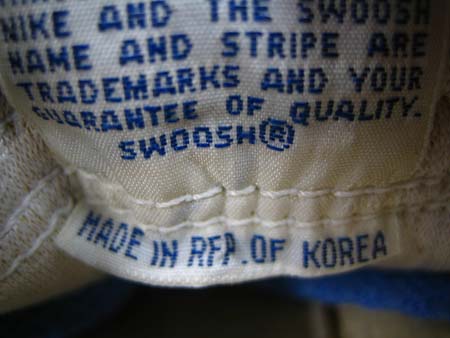 NIKE AND THE SWOOSH
NAME AND STRIPE ARE
TRADEMARKS AND YOUR
GUARANTEE OF QUALITY.
SWOOSH®
MADE IN REP. OF KOREA